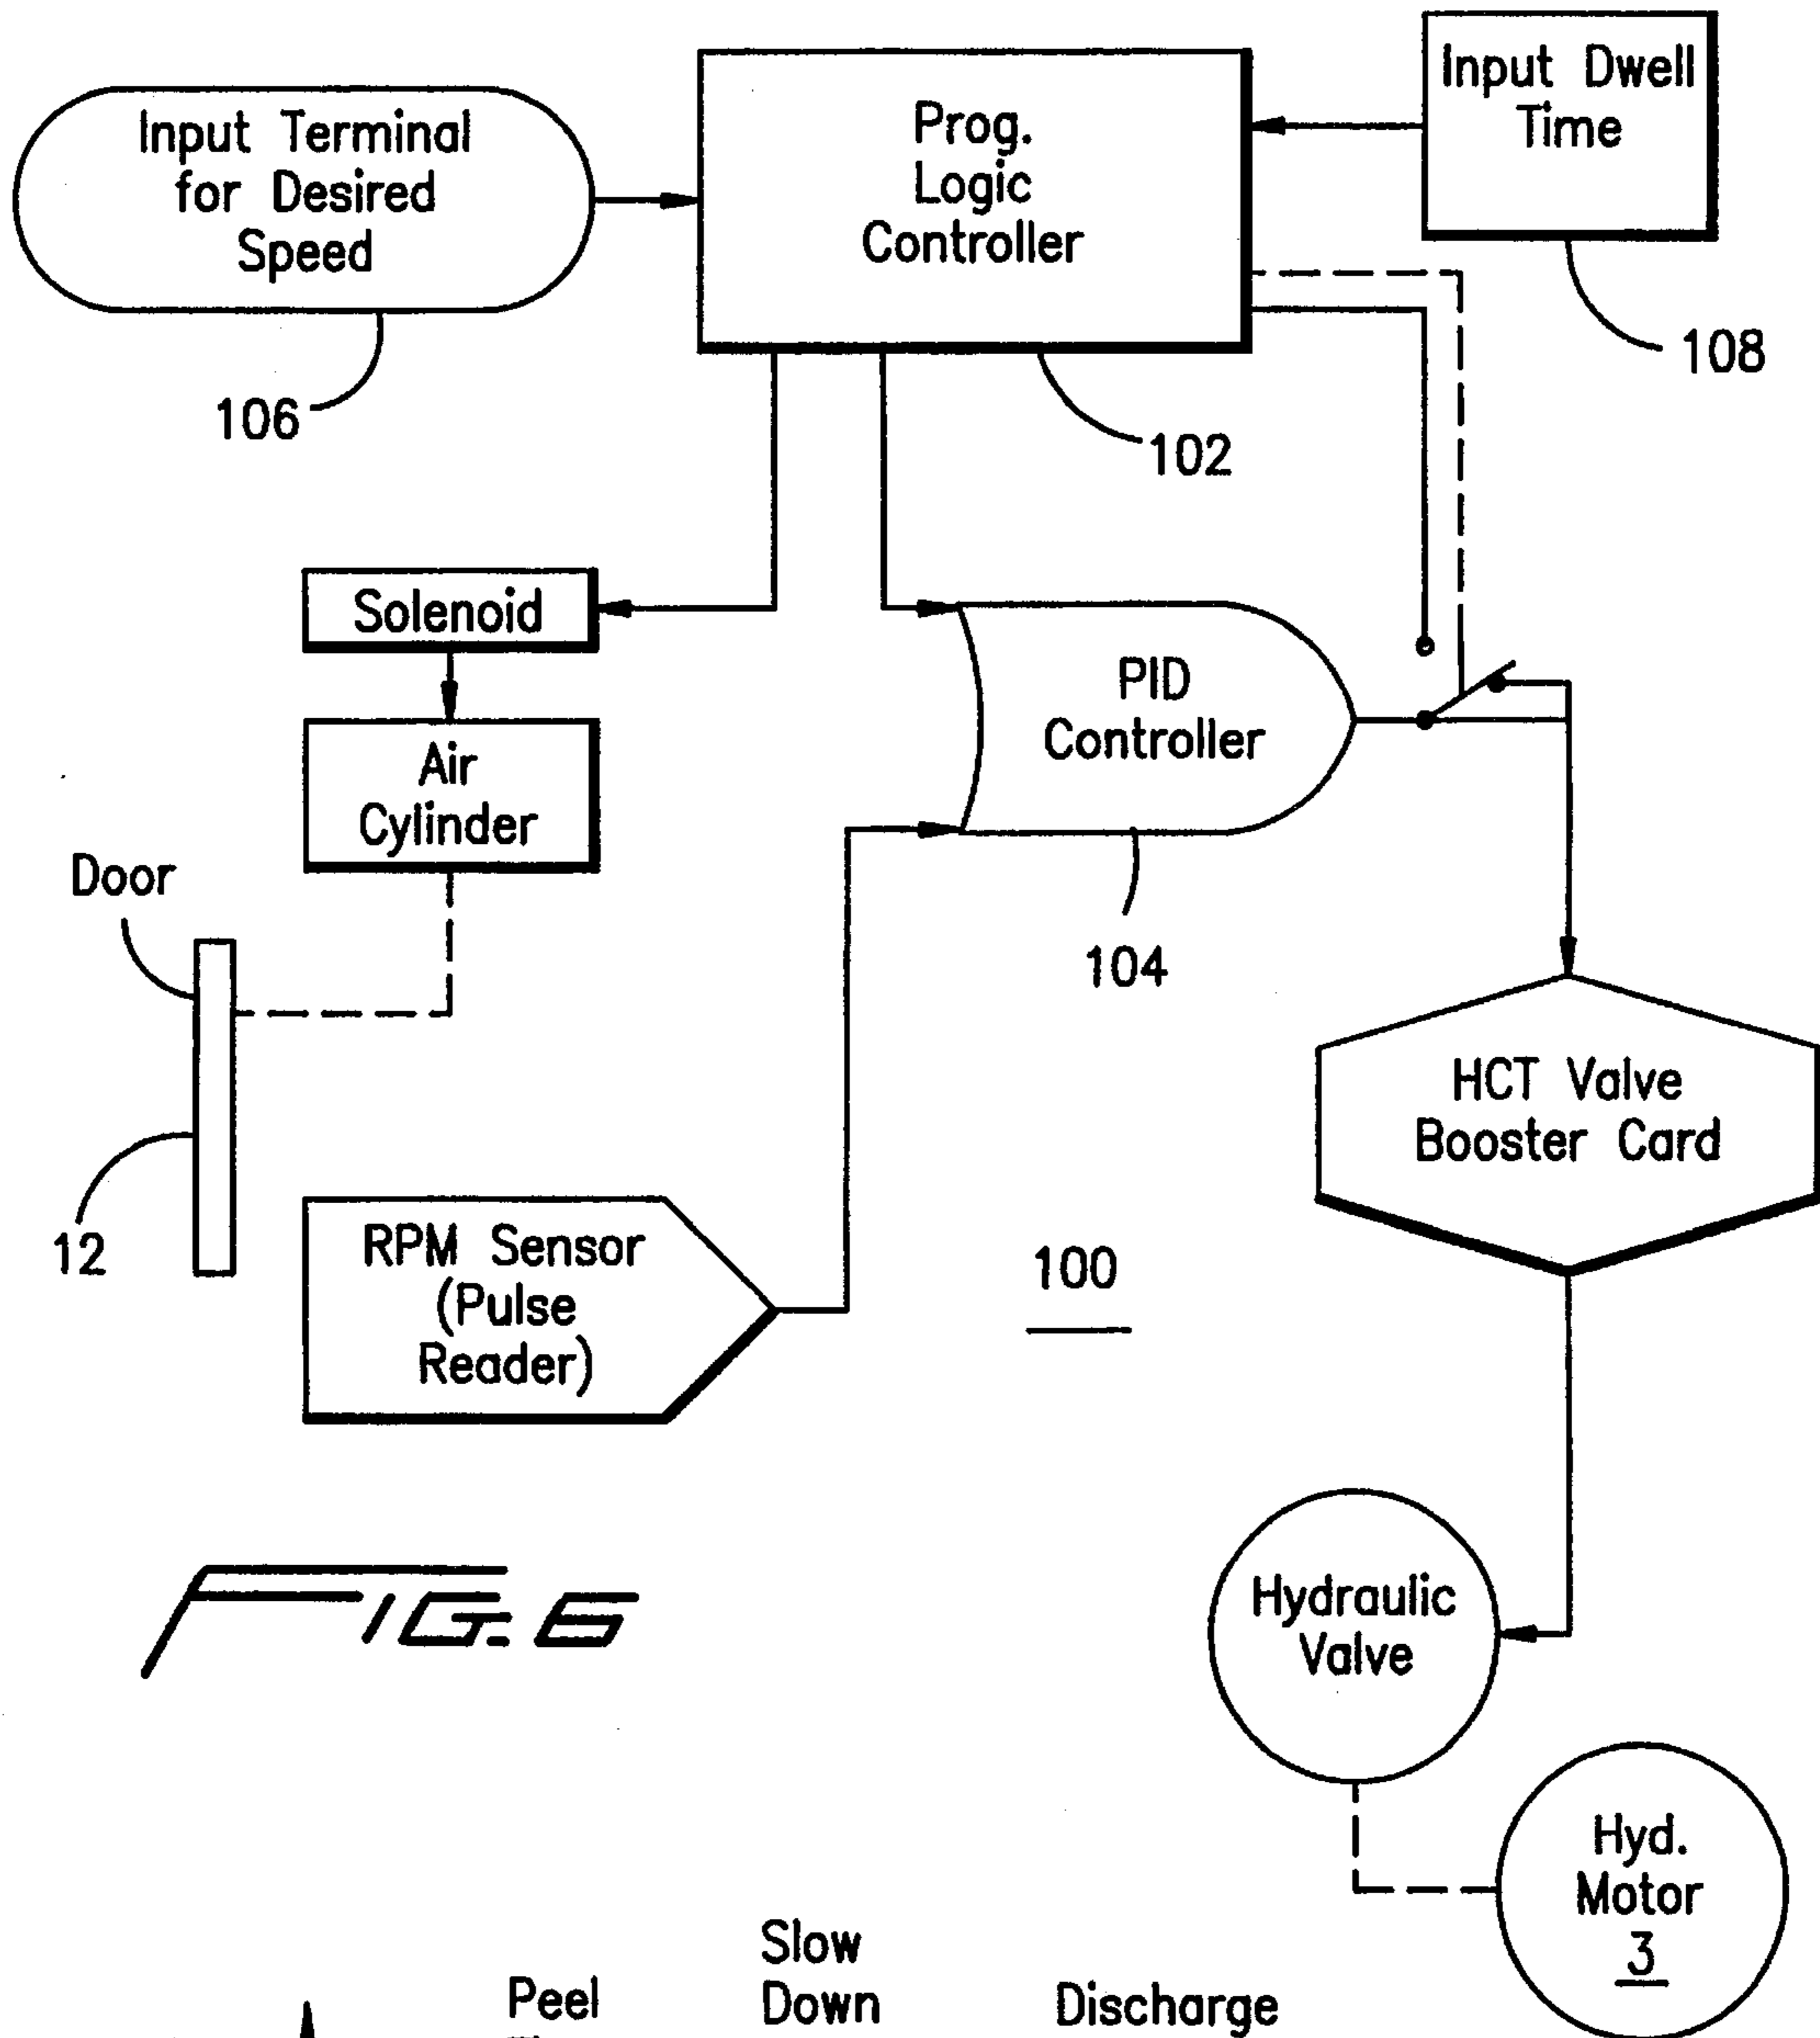 Input Terminal
for Desired
Speed
106
Prog.
Logic
Controller
102
Input Dwell
Time
108
Solenoid
Air
Cylinder
Door
12
PID
Controller
104
RPM Sensor
(Pulse
Reader)
100
HCT Valve
Booster Card
Hydraulic
Valve
Hyd.
Motor
3
FIG. 6
Peel
Slow
Down
Discharge